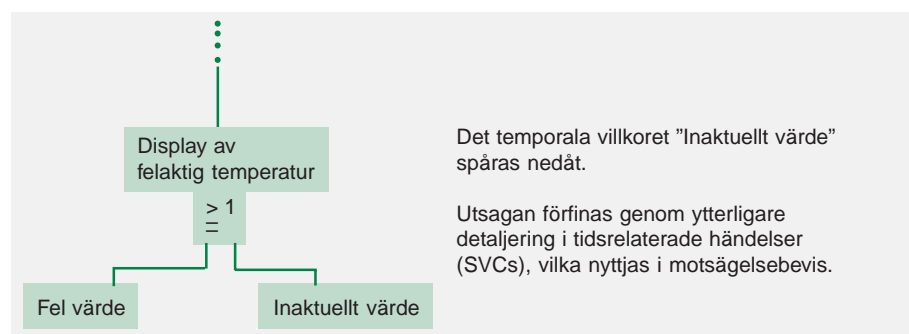 Display av
felaktig temperatur
≥ 1
Fel värde
Inaktuellt värde
Det temporala villkoret ”Inaktuellt värde”
spåras nedåt.
Utsagan förfinas genom ytterligare
detaljering i tidsrelaterade händelser
(SVCs), vilka nyttjas i motsägelsebevis.